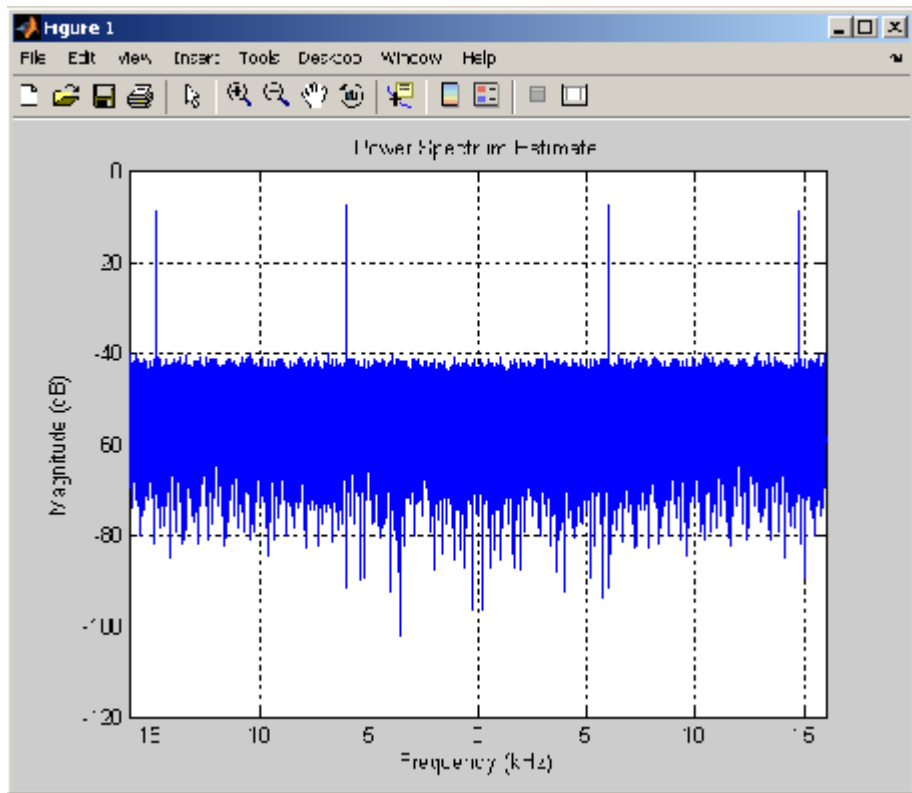 Figure 1
File Edit View Insert Tools Desktop Window Help
Power Spectrum Estimate
0
20
-40
60
-80
-100
-120
Magnitude (dB)
15 10 5 0 5 10 15
Frequency (kHz)